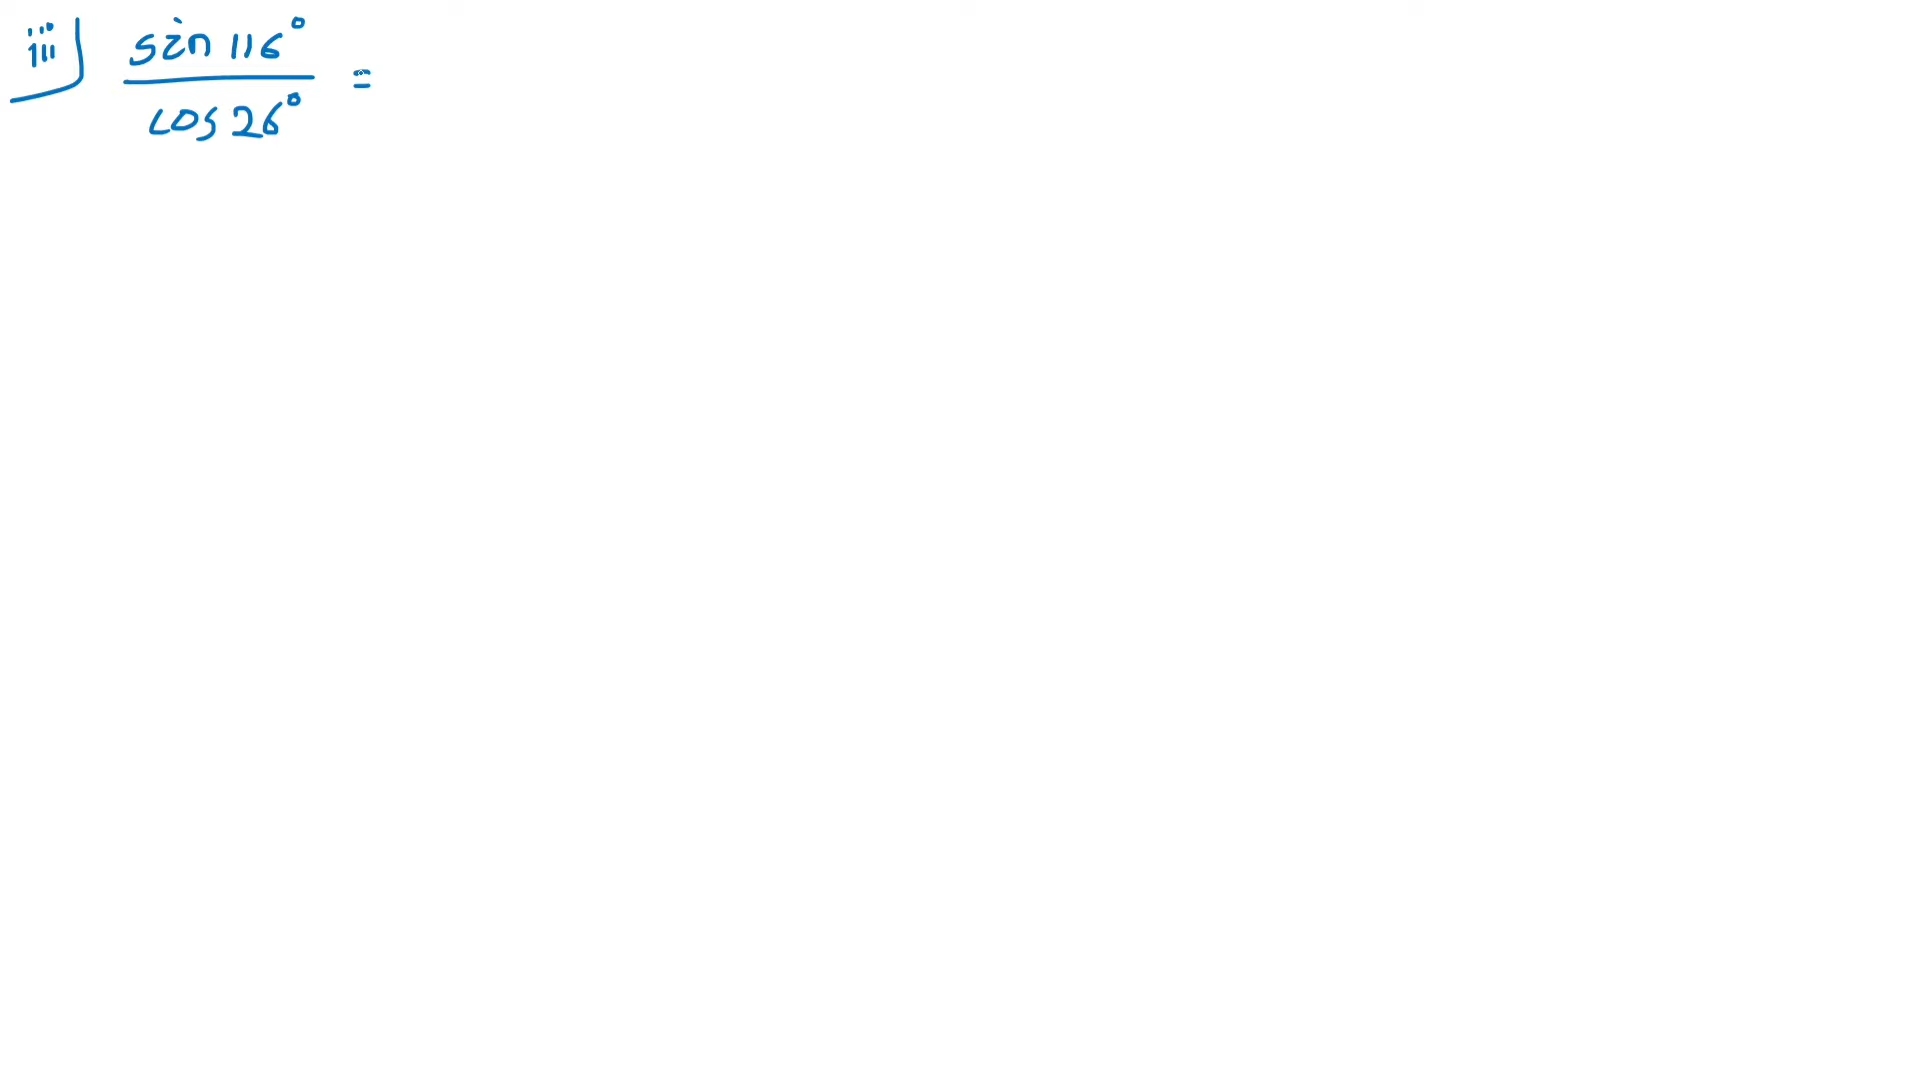 iii) sin 116°
=
cos 26°